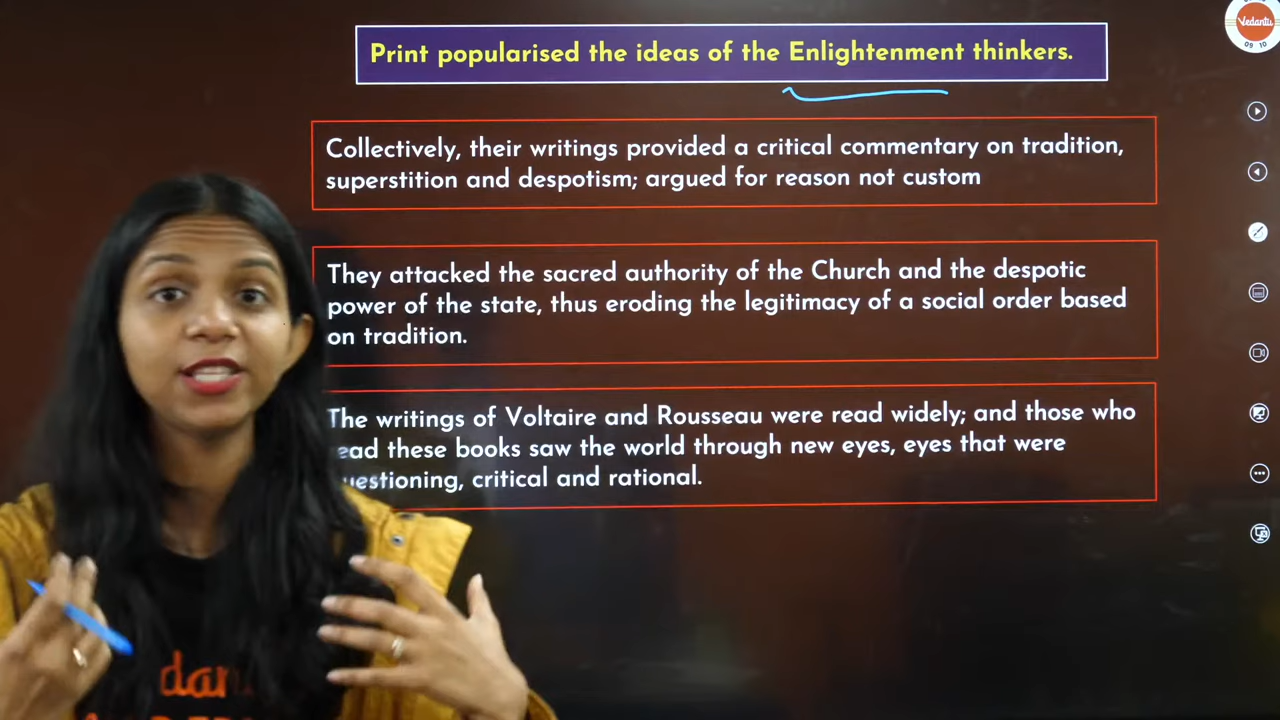 Print popularised the ideas of the Enlightenment thinkers.
Vedantu
09 10
Collectively, their writings provided a critical commentary on tradition,
superstition and despotism; argued for reason not custom
They attacked the sacred authority of the Church and the despotic
power of the state, thus eroding the legitimacy of a social order based
on tradition.
The writings of Voltaire and Rousseau were read widely; and those who
ead these books saw the world through new eyes, eyes that were
uestioning, critical and rational.
dan